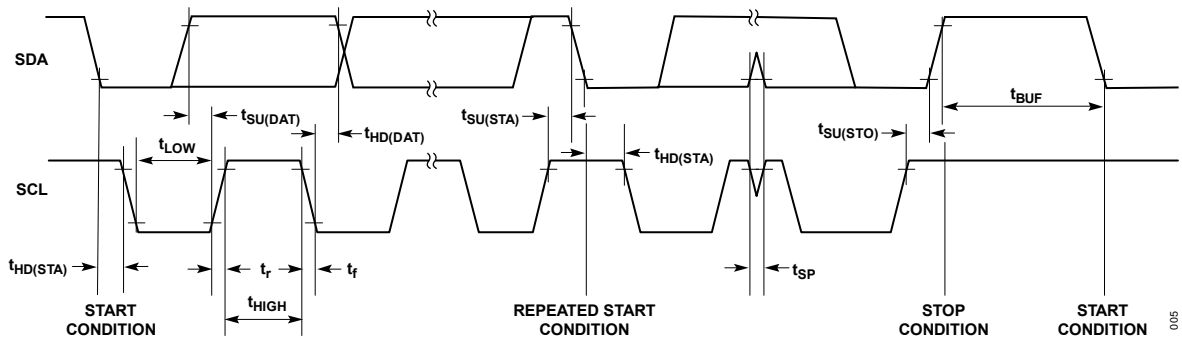 SDA
tSU(DAT)
tHD(DAT)
tSU(STA)
tBUF
tSU(STO)
tLOW
tHD(STA)
SCL
tHD(STA)
tr
tf
tSP
tHIGH
START
CONDITION
REPEATED START
CONDITION
STOP
CONDITION
START
CONDITION
005